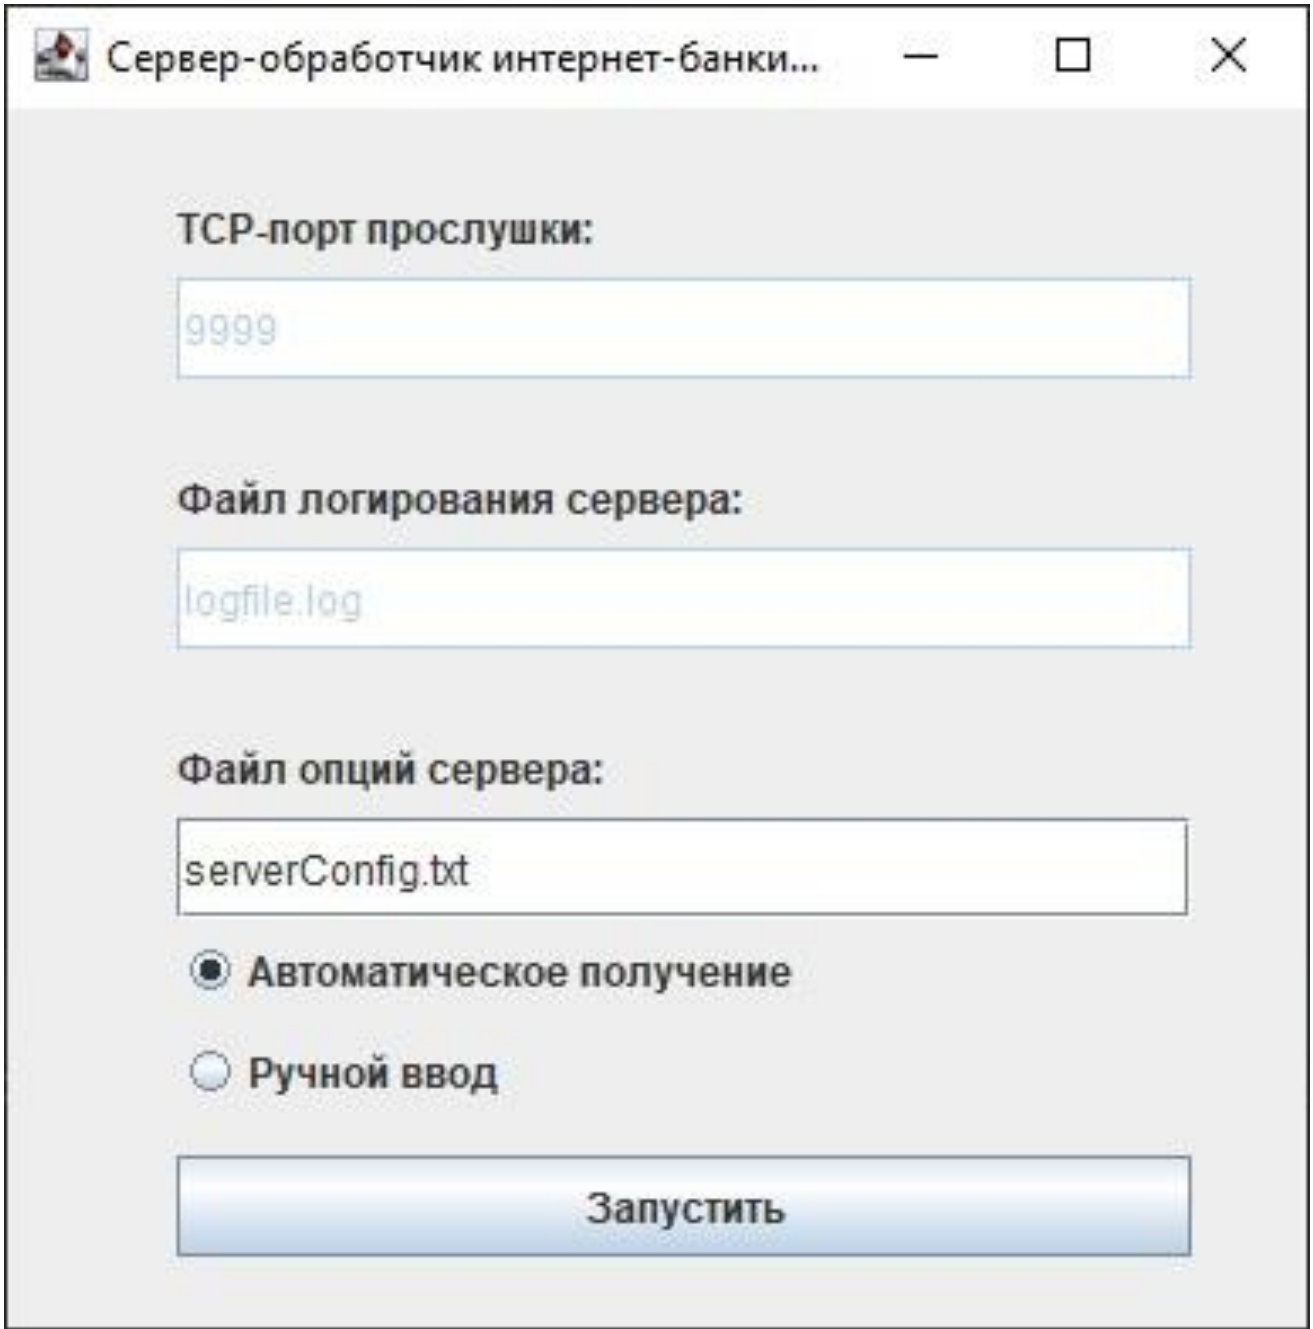 Сервер-обработчик интернет-банки...
TCP-порт прослушки:
9999
Файл логирования сервера:
logfile.log
Файл опций сервера:
serverConfig.txt
Автоматическое получение
Ручной ввод
Запустить